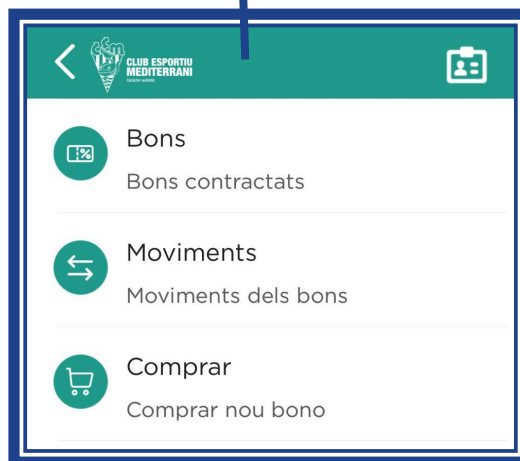 CLUB ESPORTIU
MEDITERRANI
Bons
Bons contractats
Moviments
Moviments dels bons
Comprar
Comprar nou bono